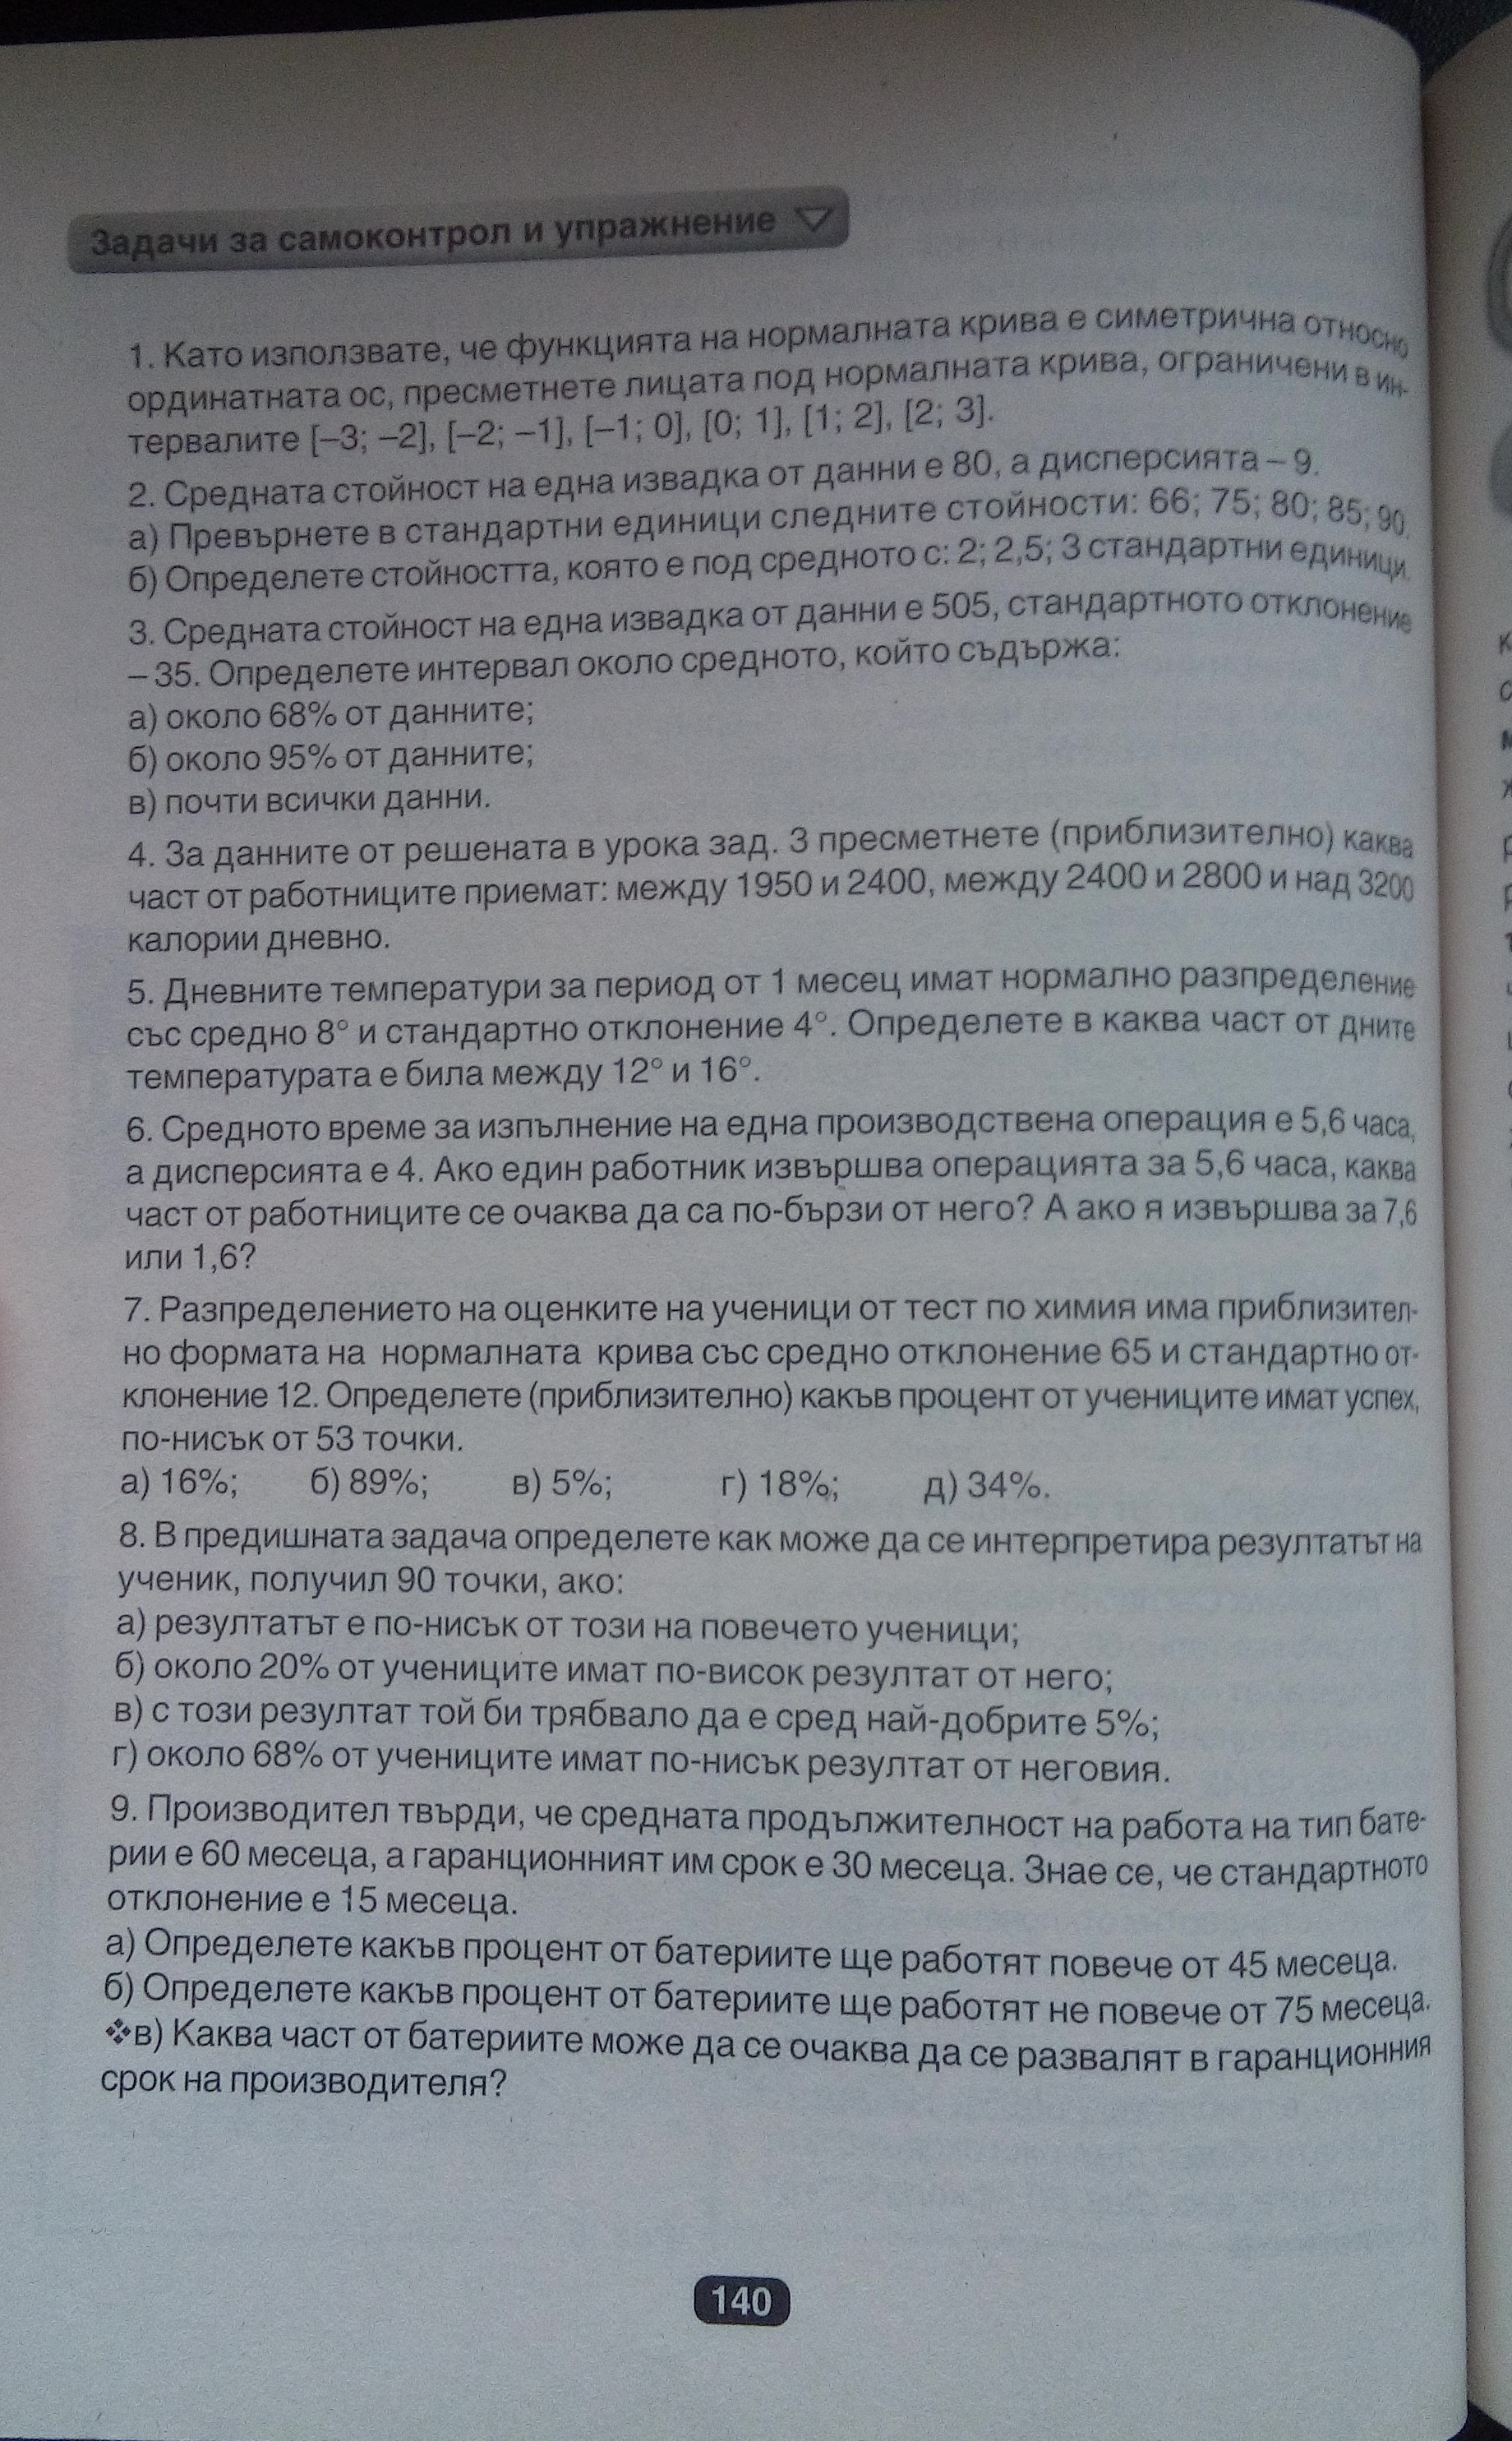 Задачи за самоконтрол и упражнение
1. Като използвате, че функцията на нормалната крива е симетрична относно
ординатната ос, пресметнете лицата под нормалната крива, ограничени в ин-
тервалите [–3; –2], [–2; –1], [–1; 0], [0; 1], [1; 2], [2; 3].
2. Средната стойност на една извадка от данни е 80, а дисперсията – 9.
а) Превърнете в стандартни единици следните стойности: 66; 75; 80; 85; 90.
б) Определете стойността, която е под средното с: 2; 2,5; 3 стандартни единици.
3. Средната стойност на една извадка от данни е 505, стандартното отклонение
– 35. Определете интервал около средното, който съдържа:
а) около 68% от данните;
б) около 95% от данните;
в) почти всички данни.
4. За данните от решената в урока зад. 3 пресметнете (приблизително) каква
част от работниците приемат: между 1950 и 2400, между 2400 и 2800 и над 3200
калории дневно.
5. Дневните температури за период от 1 месец имат нормално разпределение
със средно 8° и стандартно отклонение 4°. Определете в каква част от дните
температурата е била между 12° и 16°.
6. Средното време за изпълнение на една производствена операция е 5,6 часа,
а дисперсията е 4. Ако един работник извършва операцията за 5,6 часа, каква
част от работниците се очаква да са по-бързи от него? А ако я извършва за 7,6
или 1,6?
7. Разпределението на оценките на ученици от тест по химия има приблизител-
но формата на нормалната крива със средно отклонение 65 и стандартно от-
клонение 12. Определете (приблизително) какъв процент от учениците имат успех,
по-нисък от 53 точки.
а) 16%; б) 89%; в) 5%; г) 18%; д) 34%.
8. В предишната задача определете как може да се интерпретира резултатът на
ученик, получил 90 точки, ако:
а) резултатът е по-нисък от този на повечето ученици;
б) около 20% от учениците имат по-висок резултат от него;
в) с този резултат той би трябвало да е сред най-добрите 5%;
г) около 68% от учениците имат по-нисък резултат от неговия.
9. Производител твърди, че средната продължителност на работа на тип бате-
рии е 60 месеца, а гаранционният им срок е 30 месеца. Знае се, че стандартното
отклонение е 15 месеца.
а) Определете какъв процент от батериите ще работят повече от 45 месеца.
б) Определете какъв процент от батериите ще работят не повече от 75 месеца.
❖в) Каква част от батериите може да се очаква да се развалят в гаранционния
срок на производителя?
140